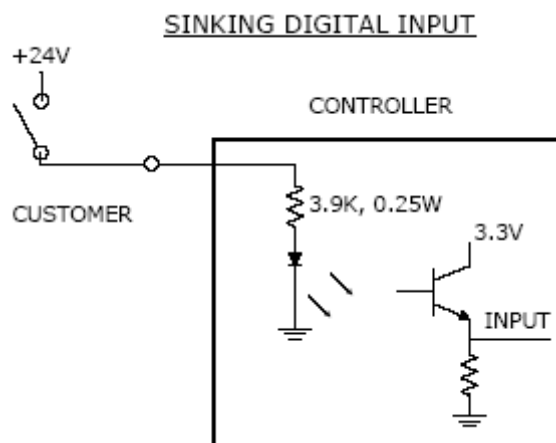 SINKING DIGITAL INPUT
+24V
CONTROLLER
CUSTOMER
3.9K, 0.25W
3.3V
INPUT